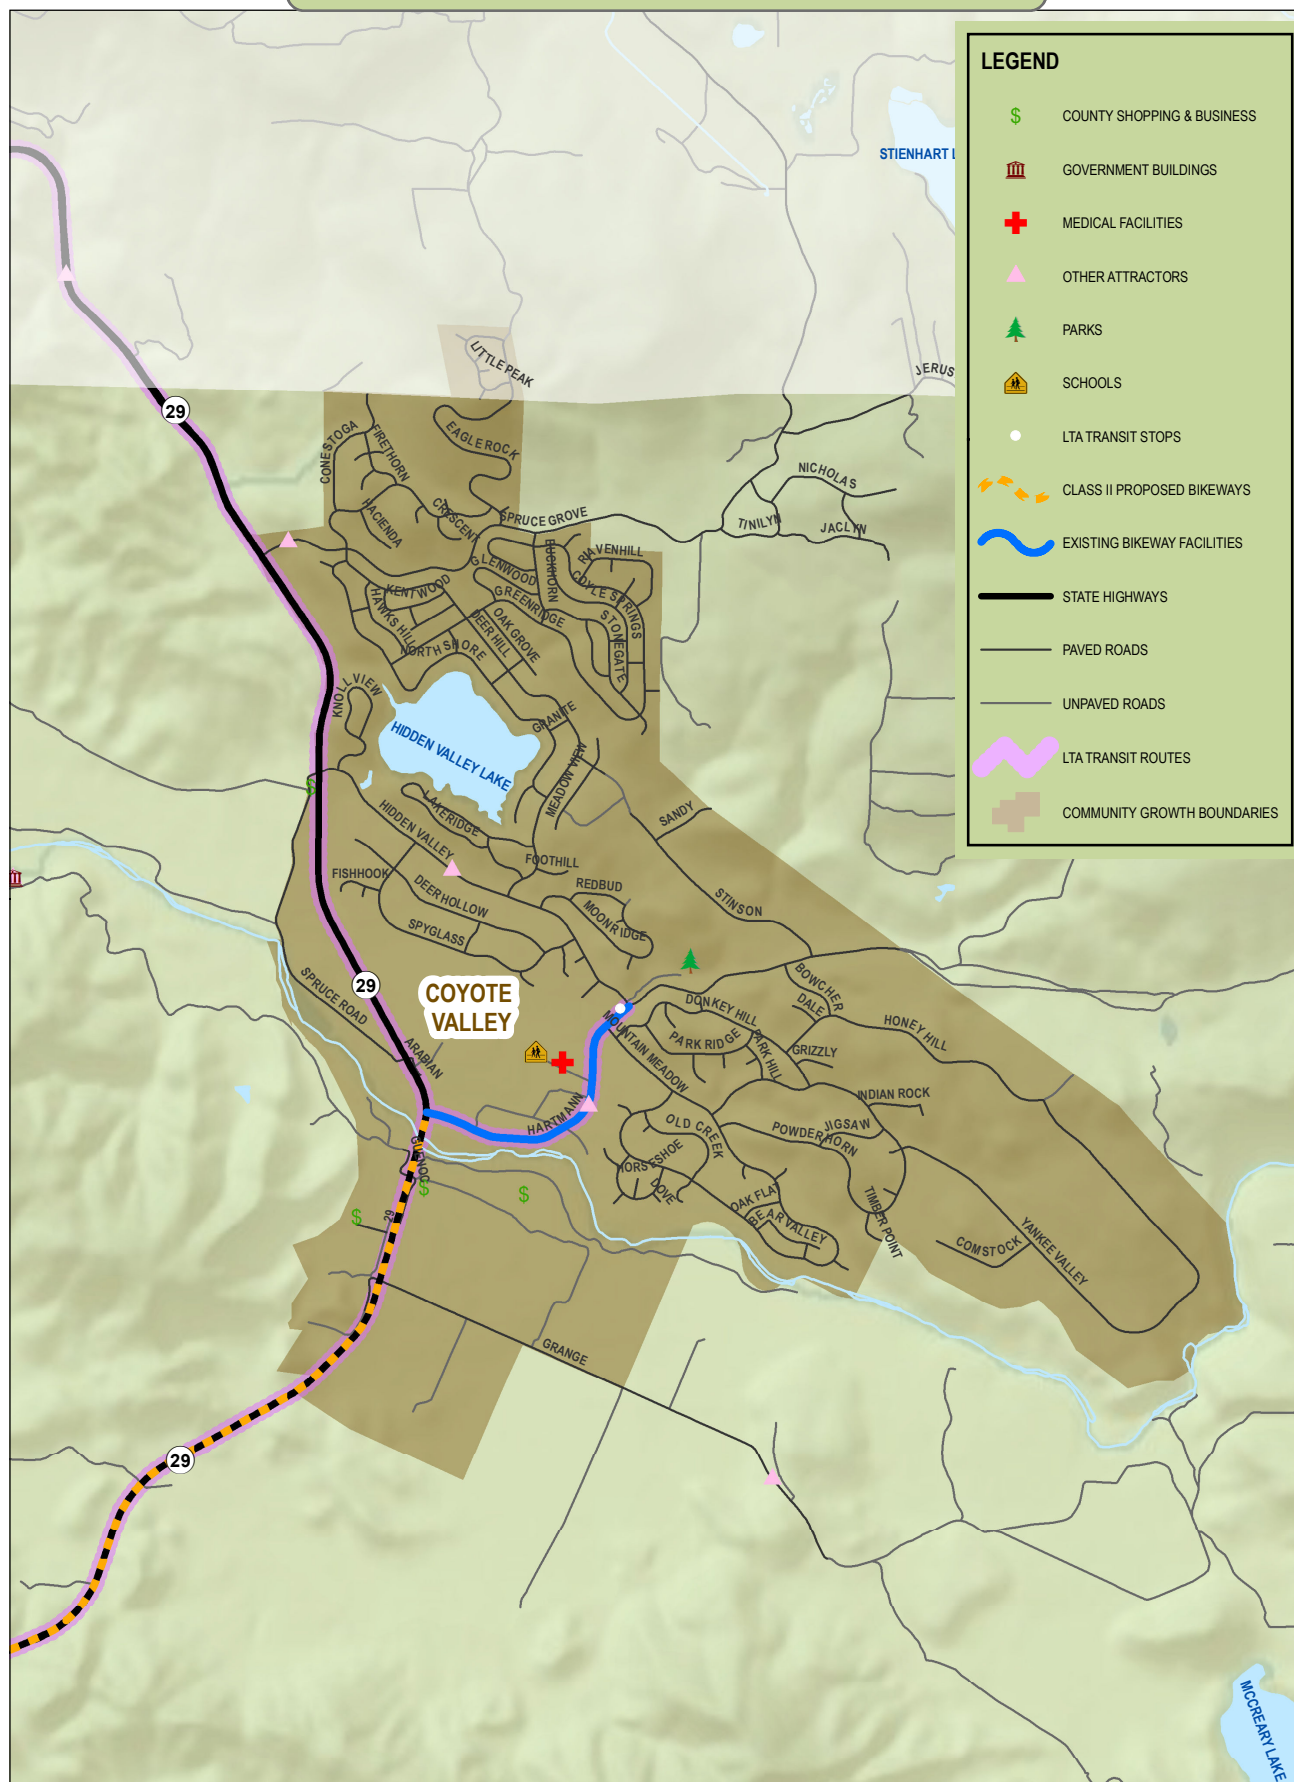 LEGEND
$ COUNTY SHOPPING & BUSINESS
GOVERNMENT BUILDINGS
MEDICAL FACILITIES
OTHER ATTRACTORS
PARKS
SCHOOLS
LTA TRANSIT STOPS
CLASS II PROPOSED BIKEWAYS
EXISTING BIKEWAY FACILITIES
STATE HIGHWAYS
PAVED ROADS
UNPAVED ROADS
LTA TRANSIT ROUTES
COMMUNITY GROWTH BOUNDARIES
STIENHART L
LITTLE PEAK
JERUS
29
CONESTOGA
FIRETHORN
EAGLE ROCK
HACIENDA
CRESCENT
SPRUCE GROVE
NICHOLAS
TINILYN
JACLYN
RAVENHILL
BUCKHORN
GLENWOOD
COYLE SPRINGS
KENTWOOD
GREENRIDGE
HAWKS HILL
OAK GROVE
DEER HILL
STONEGATE
NORTH SHORE
KNOLLVIEW
GRANITE
HIDDEN VALLEY LAKE
MEADOW VIEW
$
LAKERIDGE
HIDDEN VALLEY
SANDY
FOOTHILL
FISHHOOK
DEER HOLLOW
REDBUD
STINSON
MOONRIDGE
SPYGLASS
SPRUCE ROAD
29
COYOTE
VALLEY
BOWCHER
DALE
DONKEY HILL
HONEY HILL
MOUNTAIN MEADOW
PARK RIDGE
PARK HILL
GRIZZLY
ARABIAN
INDIAN ROCK
HARTMANN
OLD CREEK
JIGSAW
POWDERHORN
GUENOC
HORSESHOE
DOVE
OAK FLAT
BEAR VALLEY
TIMBER POINT
$
$
$
29
COMSTOCK
YANKEE VALLEY
GRANGE
29
MCCREARY LAKE